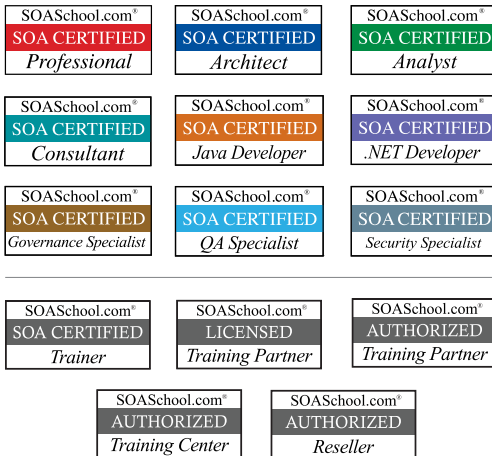 SOASchool.com®
SOA CERTIFIED
Professional
SOASchool.com®
SOA CERTIFIED
Architect
SOASchool.com®
SOA CERTIFIED
Analyst
SOASchool.com®
SOA CERTIFIED
Consultant
SOASchool.com®
SOA CERTIFIED
Java Developer
SOASchool.com®
SOA CERTIFIED
.NET Developer
SOASchool.com®
SOA CERTIFIED
Governance Specialist
SOASchool.com®
SOA CERTIFIED
QA Specialist
SOASchool.com®
SOA CERTIFIED
Security Specialist
SOASchool.com®
SOA CERTIFIED
Trainer
SOASchool.com®
LICENSED
Training Partner
SOASchool.com®
AUTHORIZED
Training Partner
SOASchool.com®
AUTHORIZED
Training Center
SOASchool.com®
AUTHORIZED
Reseller